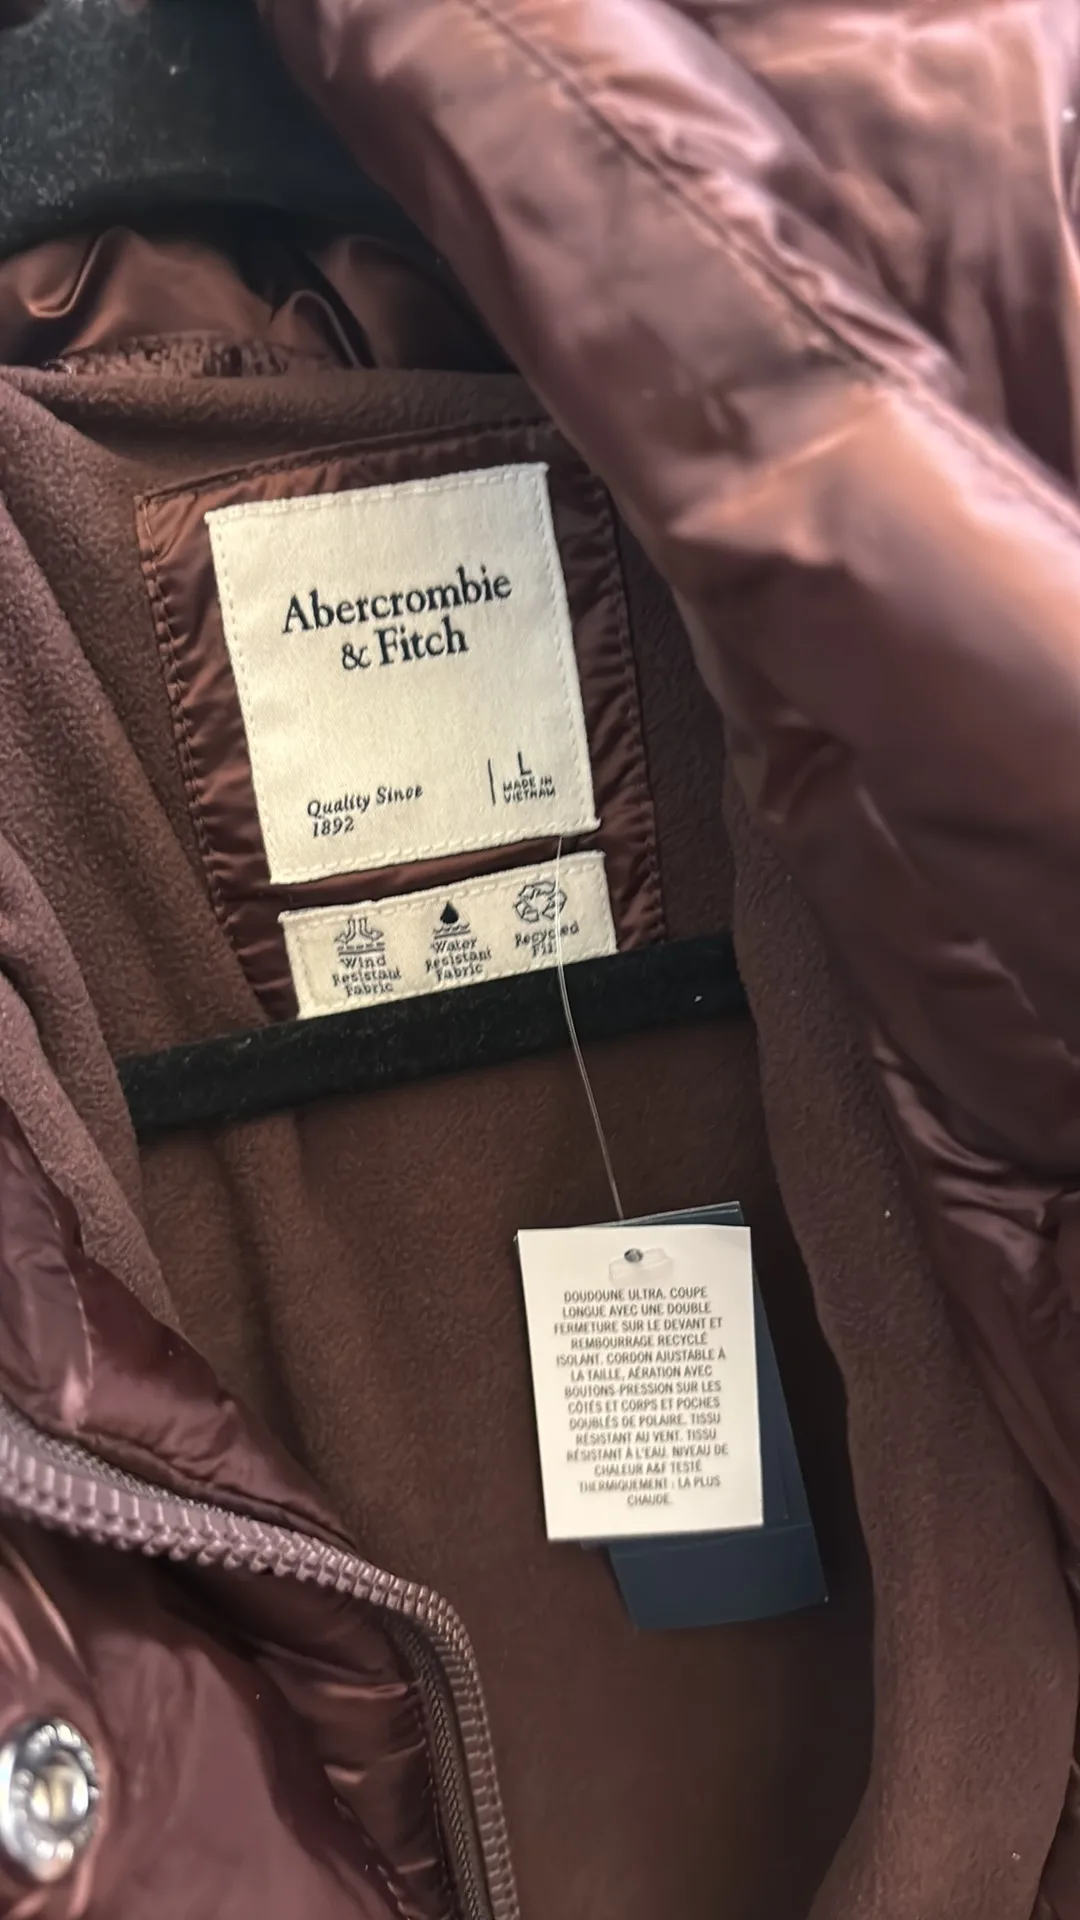 Abercrombie
& Fitch
Quality Since
1892
L
MADE IN
VIETNAM
Wind
Resistant
Fabric
Water
Resistant
Fabric
Recycled
DOUDOUNE ULTRA. COUPE
LONGUE AVEC UNE DOUBLE
FERMETURE SUR LE DEVANT ET
REMBOURRAGE RECYCLÉ
ISOLANT. CORDON AJUSTABLE À
LA TAILLE, AÉRATION AVEC
BOUTONS-PRESSION SUR LES
CÔTÉS ET CORPS ET POCHES
DOUBLÉS DE POLAIRE. TISSU
RÉSISTANT AU VENT. TISSU
RÉSISTANT À L'EAU. NIVEAU DE
CHALEUR A&F TESTÉ
THERMIQUEMENT : LA PLUS
CHAUDE.